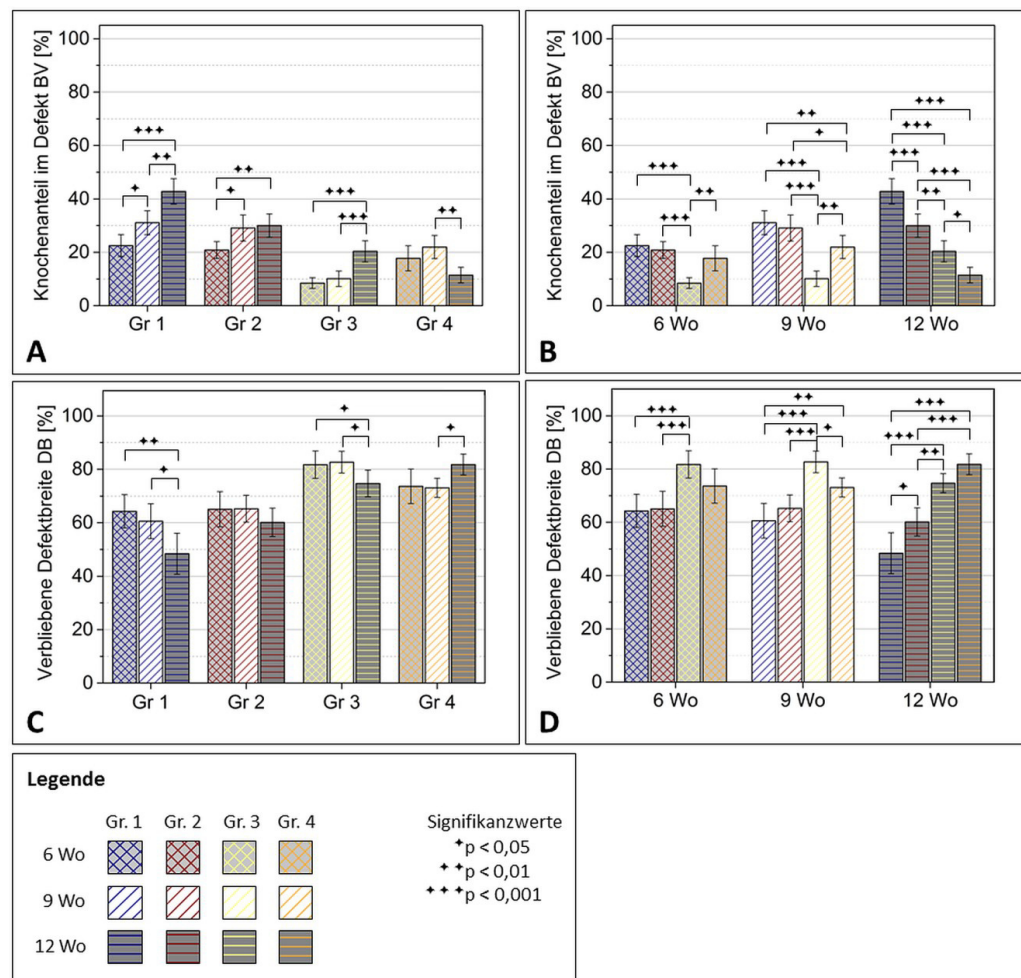 Knochenanteil im Defekt BV [%]
100
80
60
40
20
0
✦✦✦
✦✦
✦
✦✦
✦
✦✦✦
✦✦✦
✦✦
Gr 1 Gr 2 Gr 3 Gr 4
A
Knochenanteil im Defekt BV [%]
100
80
60
40
20
0
✦✦✦
✦✦
✦✦✦
✦✦
✦
✦✦✦
✦✦✦
✦✦
✦✦✦
✦✦✦
✦✦✦
✦✦✦
✦✦
✦
6 Wo 9 Wo 12 Wo
B
Verbliebene Defektbreite DB [%]
100
80
60
40
20
0
✦✦
✦
✦
✦
✦
Gr 1 Gr 2 Gr 3 Gr 4
C
Verbliebene Defektbreite DB [%]
100
80
60
40
20
0
✦✦✦
✦✦✦
✦✦
✦✦✦
✦✦✦
✦
✦✦✦
✦✦✦
✦✦✦
✦✦
✦
6 Wo 9 Wo 12 Wo
D
Legende
Gr. 1 Gr. 2 Gr. 3 Gr. 4
6 Wo
9 Wo
12 Wo
Signifikanzwerte
✦p < 0,05
✦✦p < 0,01
✦✦✦p < 0,001